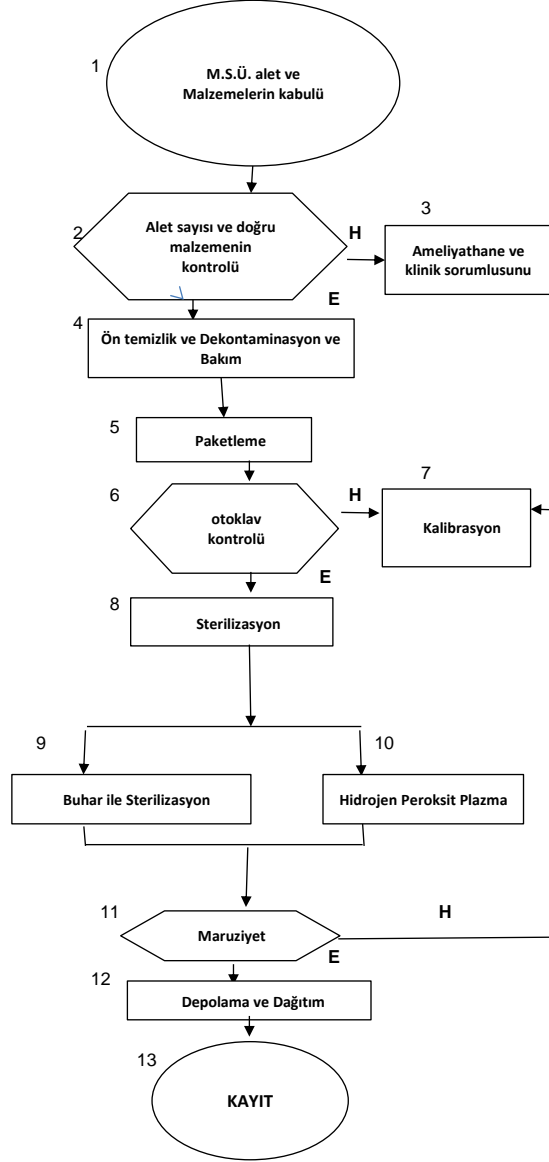 1
M.S.Ü. alet ve
Malzemelerin kabulü
2
Alet sayısı ve doğru
malzemenin
kontrolü
H
3
Ameliyathane ve
klinik sorumlusunu
E
4
Ön temizlik ve Dekontaminasyon ve
Bakım
5
Paketleme
6
otoklav
kontrolü
H
7
Kalibrasyon
E
8
Sterilizasyon
9
Buhar ile Sterilizasyon
10
Hidrojen Peroksit Plazma
11
Maruziyet
H
E
12
Depolama ve Dağıtım
13
KAYIT